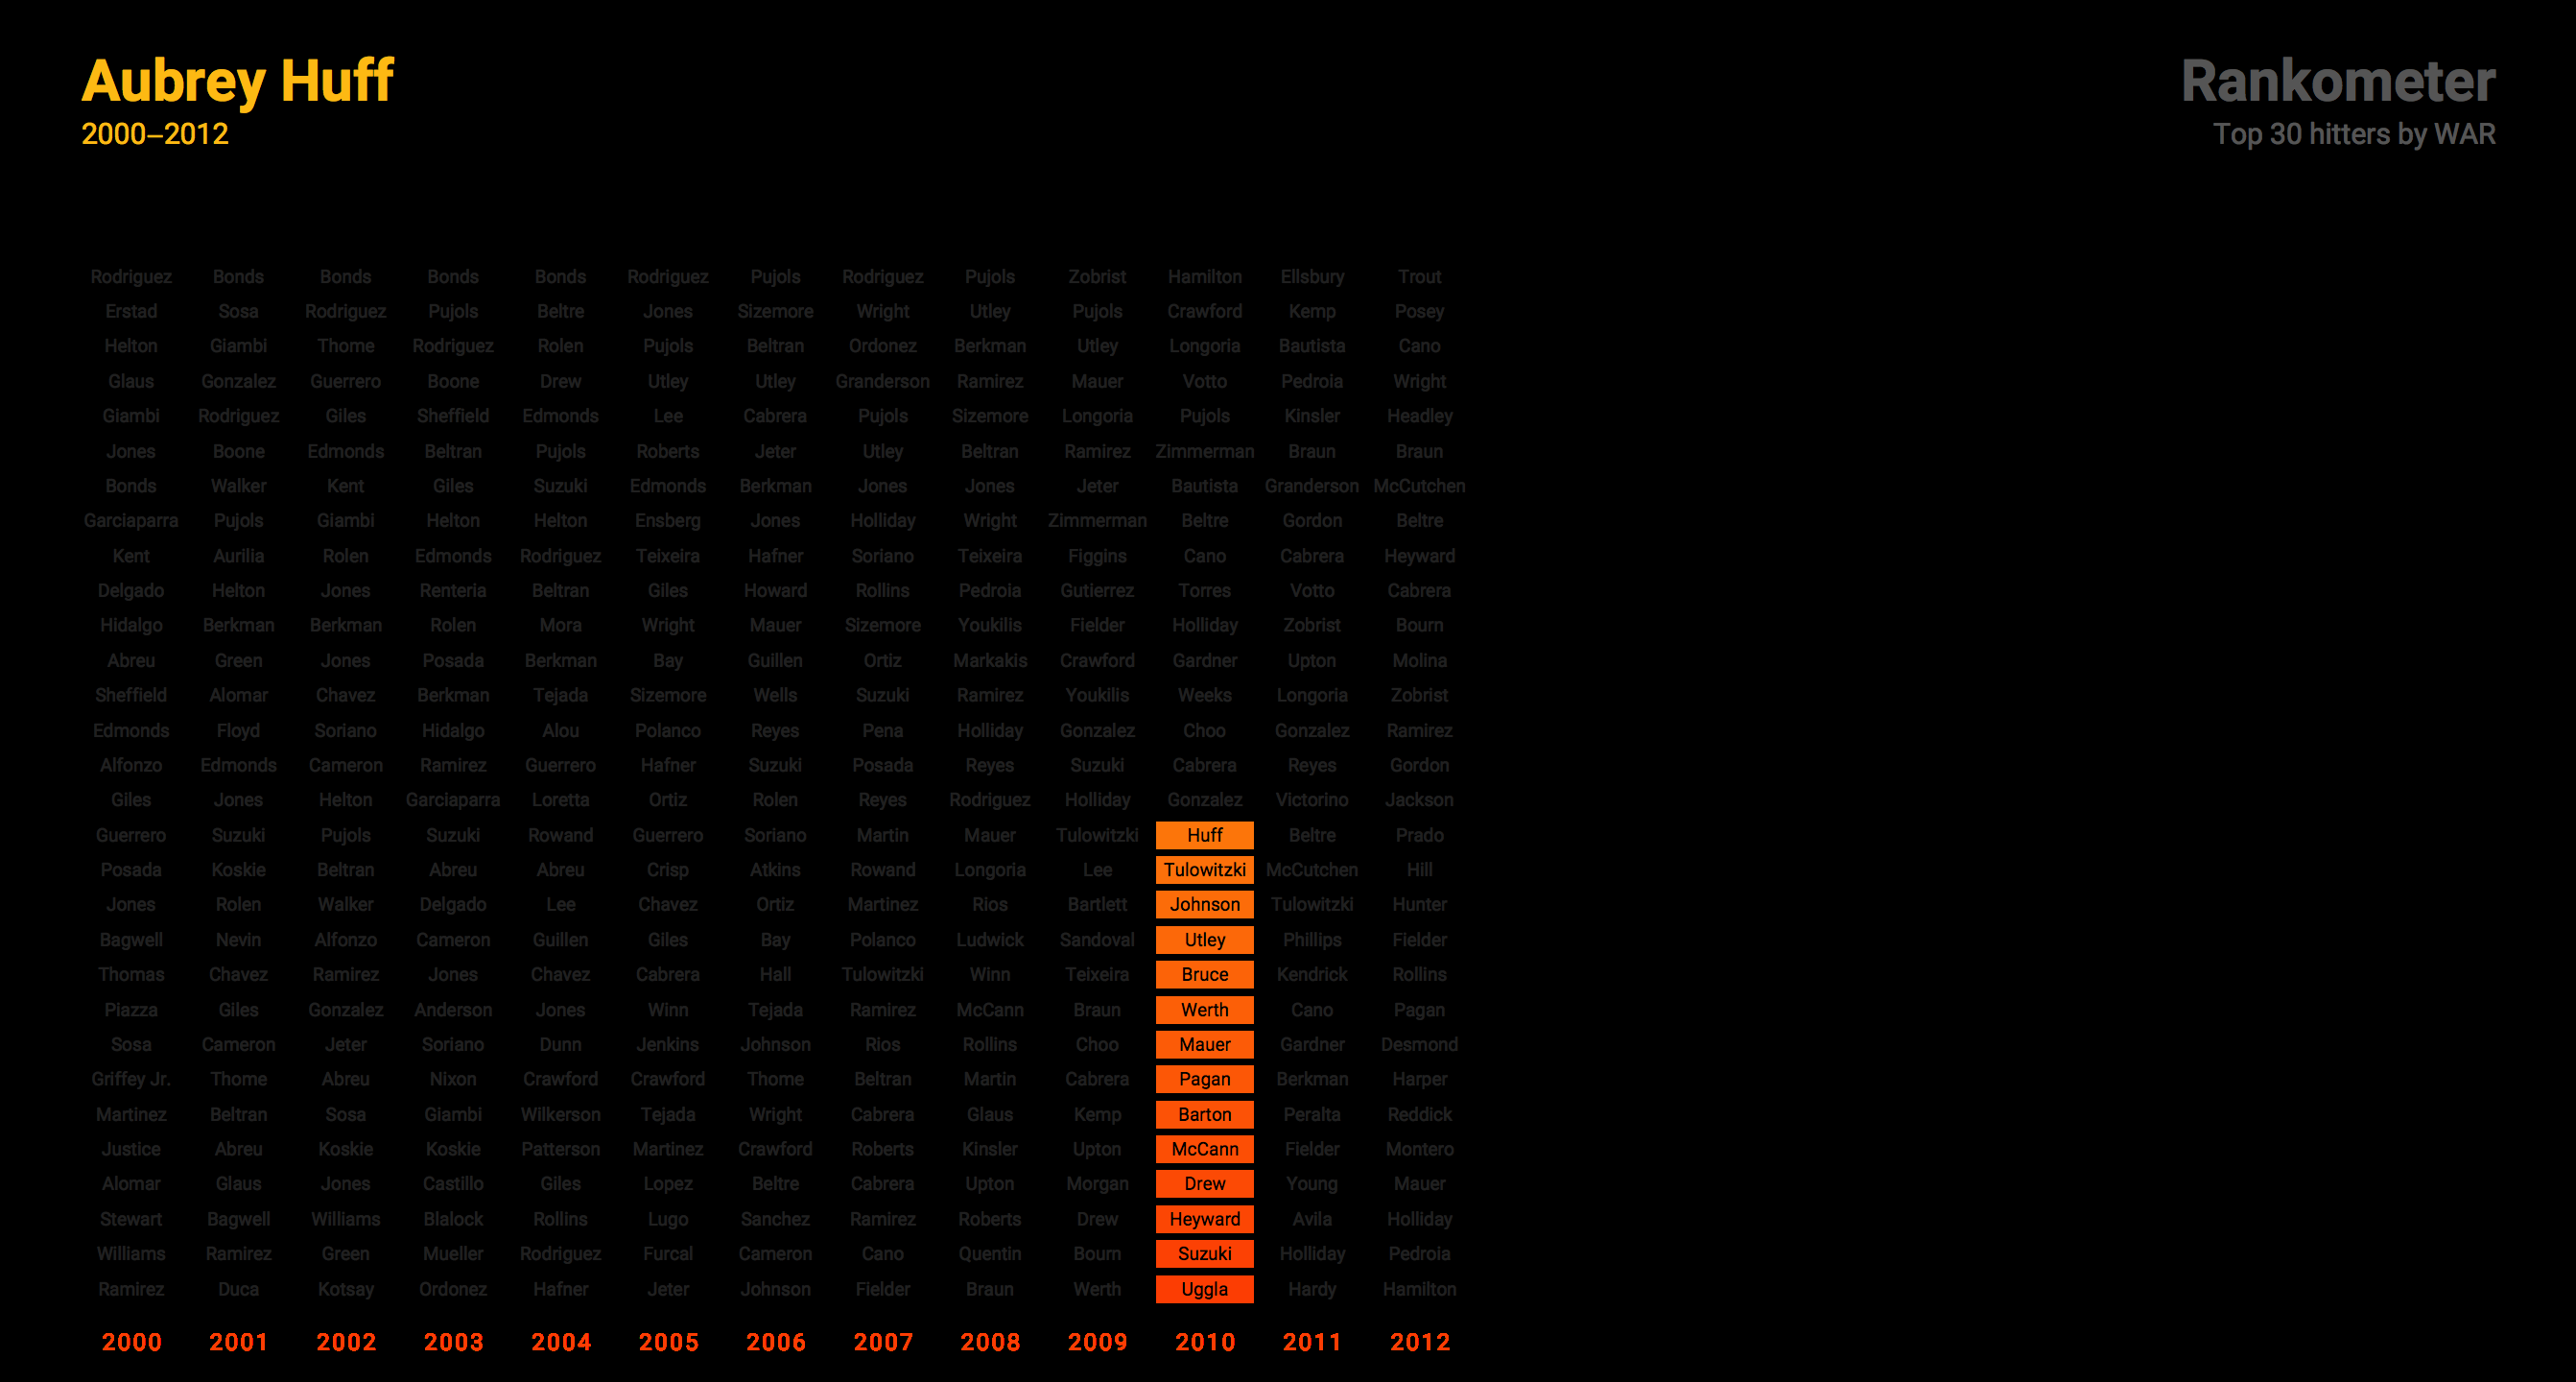 Aubrey Huff
2000–2012
Rankometer
Top 30 hitters by WAR
Rodriguez Bonds Bonds Bonds Bonds Rodriguez Pujols Rodriguez Pujols Zobrist Hamilton Ellsbury Trout
Erstad Sosa Rodriguez Pujols Beltre Jones Sizemore Wright Utley Pujols Crawford Kemp Posey
Helton Giambi Thome Rodriguez Rolen Pujols Beltran Ordonez Berkman Utley Longoria Bautista Cano
Glaus Gonzalez Guerrero Boone Drew Utley Utley Granderson Ramirez Mauer Votto Pedroia Wright
Giambi Rodriguez Giles Sheffield Edmonds Lee Cabrera Pujols Sizemore Longoria Pujols Kinsler Headley
Jones Boone Edmonds Beltran Pujols Roberts Jeter Utley Beltran Ramirez Zimmerman Braun Braun
Bonds Walker Kent Giles Suzuki Edmonds Berkman Jones Jones Jeter Bautista Granderson McCutchen
Garciaparra Pujols Giambi Helton Helton Ensberg Jones Holliday Wright Zimmerman Beltre Gordon Beltre
Kent Aurilia Rolen Edmonds Rodriguez Teixeira Hafner Soriano Teixeira Figgins Cano Cabrera Heyward
Delgado Helton Jones Renteria Beltran Giles Howard Rollins Pedroia Gutierrez Torres Votto Cabrera
Hidalgo Berkman Berkman Rolen Mora Wright Mauer Sizemore Youkilis Fielder Holliday Zobrist Bourn
Abreu Green Jones Posada Berkman Bay Guillen Ortiz Markakis Crawford Gardner Upton Molina
Sheffield Alomar Chavez Berkman Tejada Sizemore Wells Suzuki Ramirez Youkilis Weeks Longoria Zobrist
Edmonds Floyd Soriano Hidalgo Alou Polanco Reyes Pena Holliday Gonzalez Choo Gonzalez Ramirez
Alfonzo Edmonds Cameron Ramirez Guerrero Hafner Suzuki Posada Reyes Suzuki Cabrera Reyes Gordon
Giles Jones Helton Garciaparra Loretta Ortiz Rolen Reyes Rodriguez Holliday Gonzalez Victorino Jackson
Guerrero Suzuki Pujols Suzuki Rowand Guerrero Soriano Martin Mauer Tulowitzki Huff Beltre Prado
Posada Koskie Beltran Abreu Abreu Crisp Atkins Rowand Longoria Lee Tulowitzki McCutchen Hill
Jones Rolen Walker Delgado Lee Chavez Ortiz Martinez Rios Bartlett Johnson Tulowitzki Hunter
Bagwell Nevin Alfonzo Cameron Guillen Giles Bay Polanco Ludwick Sandoval Utley Phillips Fielder
Thomas Chavez Ramirez Jones Chavez Cabrera Hall Tulowitzki Winn Teixeira Bruce Kendrick Rollins
Piazza Giles Gonzalez Anderson Jones Winn Tejada Ramirez McCann Braun Werth Cano Pagan
Sosa Cameron Jeter Soriano Dunn Jenkins Johnson Rios Rollins Choo Mauer Gardner Desmond
Griffey Jr. Thome Abreu Nixon Crawford Crawford Thome Beltran Martin Cabrera Pagan Berkman Harper
Martinez Beltran Sosa Giambi Wilkerson Tejada Wright Cabrera Glaus Kemp Barton Peralta Reddick
Justice Abreu Koskie Koskie Patterson Martinez Crawford Roberts Kinsler Upton McCann Fielder Montero
Alomar Glaus Jones Castillo Giles Lopez Beltre Cabrera Upton Morgan Drew Young Mauer
Stewart Bagwell Williams Blalock Rollins Lugo Sanchez Ramirez Roberts Drew Heyward Avila Holliday
Williams Ramirez Green Mueller Rodriguez Furcal Cameron Cano Quentin Bourn Suzuki Holliday Pedroia
Ramirez Duca Kotsay Ordonez Hafner Jeter Johnson Fielder Braun Werth Uggla Hardy Hamilton
2000 2001 2002 2003 2004 2005 2006 2007 2008 2009 2010 2011 2012